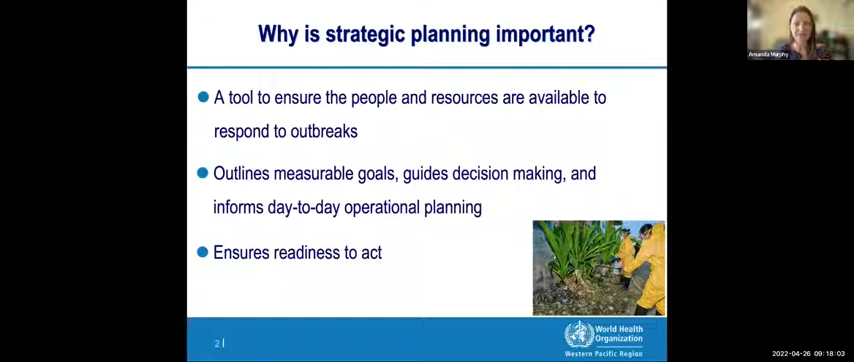 Why is strategic planning important?
Amanda Murphy
A tool to ensure the people and resources are available to
respond to outbreaks
Outlines measurable goals, guides decision making, and
informs day-to-day operational planning
Ensures readiness to act
2 |
World Health
Organization
Western Pacific Region
2022-04-26 09:18:03